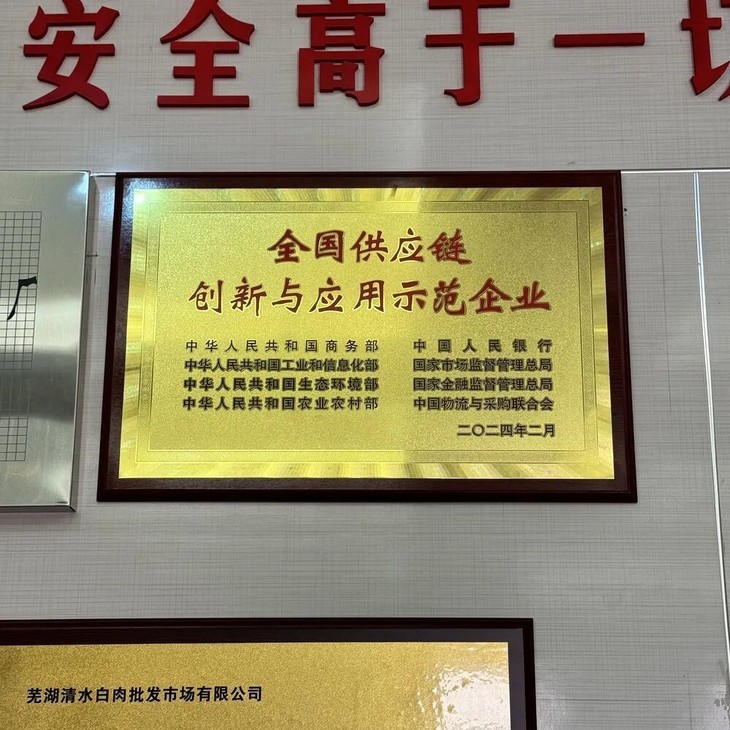 安全高于一切
全国供应链
创新与应用示范企业
中华人民共和国商务部 中国人民银行
中华人民共和国工业和信息化部 国家市场监督管理总局
中华人民共和国生态环境部 国家金融监督管理总局
中华人民共和国农业农村部 中国物流与采购联合会
二〇二四年二月
芜湖清水白肉批发市场有限公司